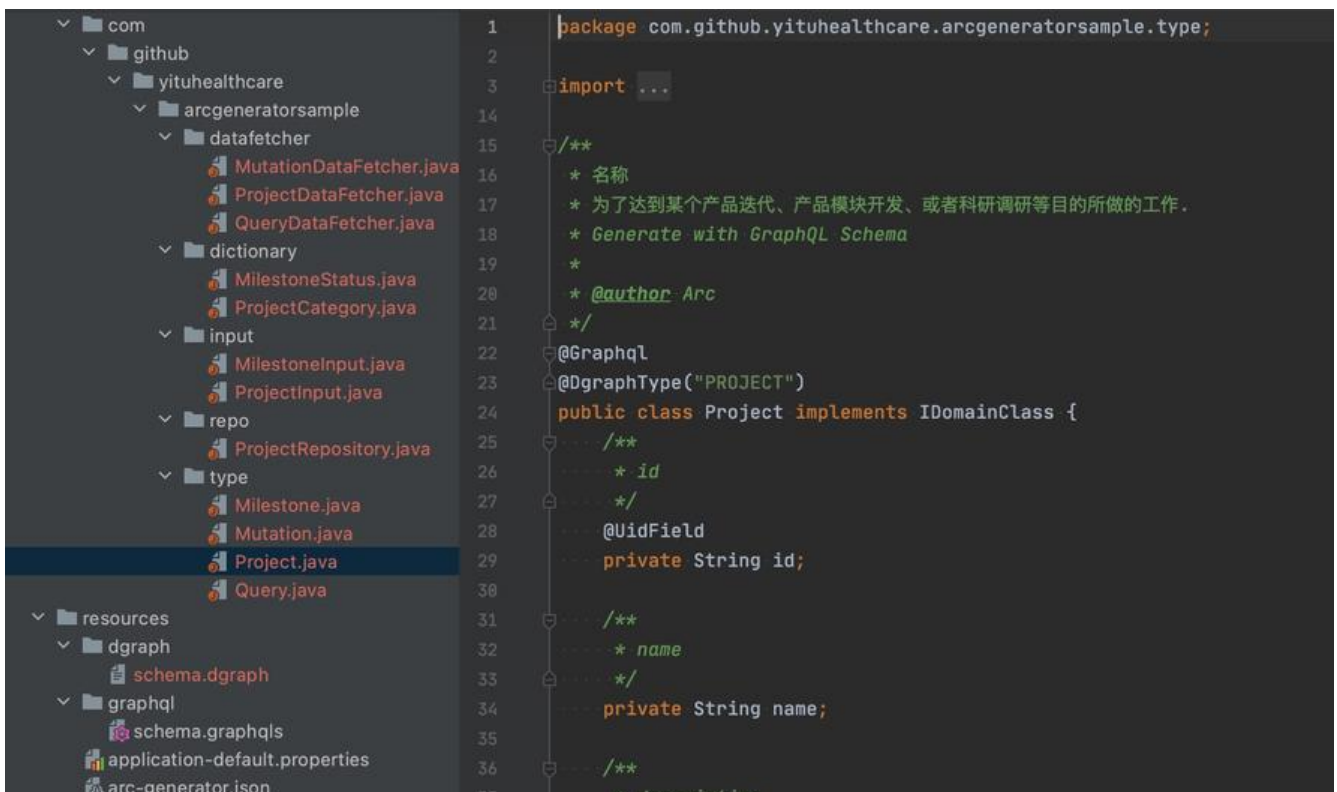 com
github
yituhealthcare
arcgeneratorsample
datafetcher
MutationDataFetcher.java
ProjectDataFetcher.java
QueryDataFetcher.java
dictionary
MilestoneStatus.java
ProjectCategory.java
input
MilestoneInput.java
ProjectInput.java
repo
ProjectRepository.java
type
Milestone.java
Mutation.java
Project.java
Query.java
resources
dgraph
schema.dgraph
graphql
schema.graphqls
application-default.properties
arc-generator.json
1 package com.github.yituhealthcare.arcgeneratorsample.type;
2
3 import ...
14
15 /**
16 * 名称
17 * 为了达到某个产品迭代、产品模块开发、或者科研调研等目的所做的工作.
18 * Generate with GraphQL Schema
19 *
20 * @author Arc
21 */
22 @Graphql
23 @DgraphType("PROJECT")
24 public class Project implements IDomainClass {
25 /**
26 * id
27 */
28 @UidField
29 private String id;
30
31 /**
32 * name
33 */
34 private String name;
35
36 /**